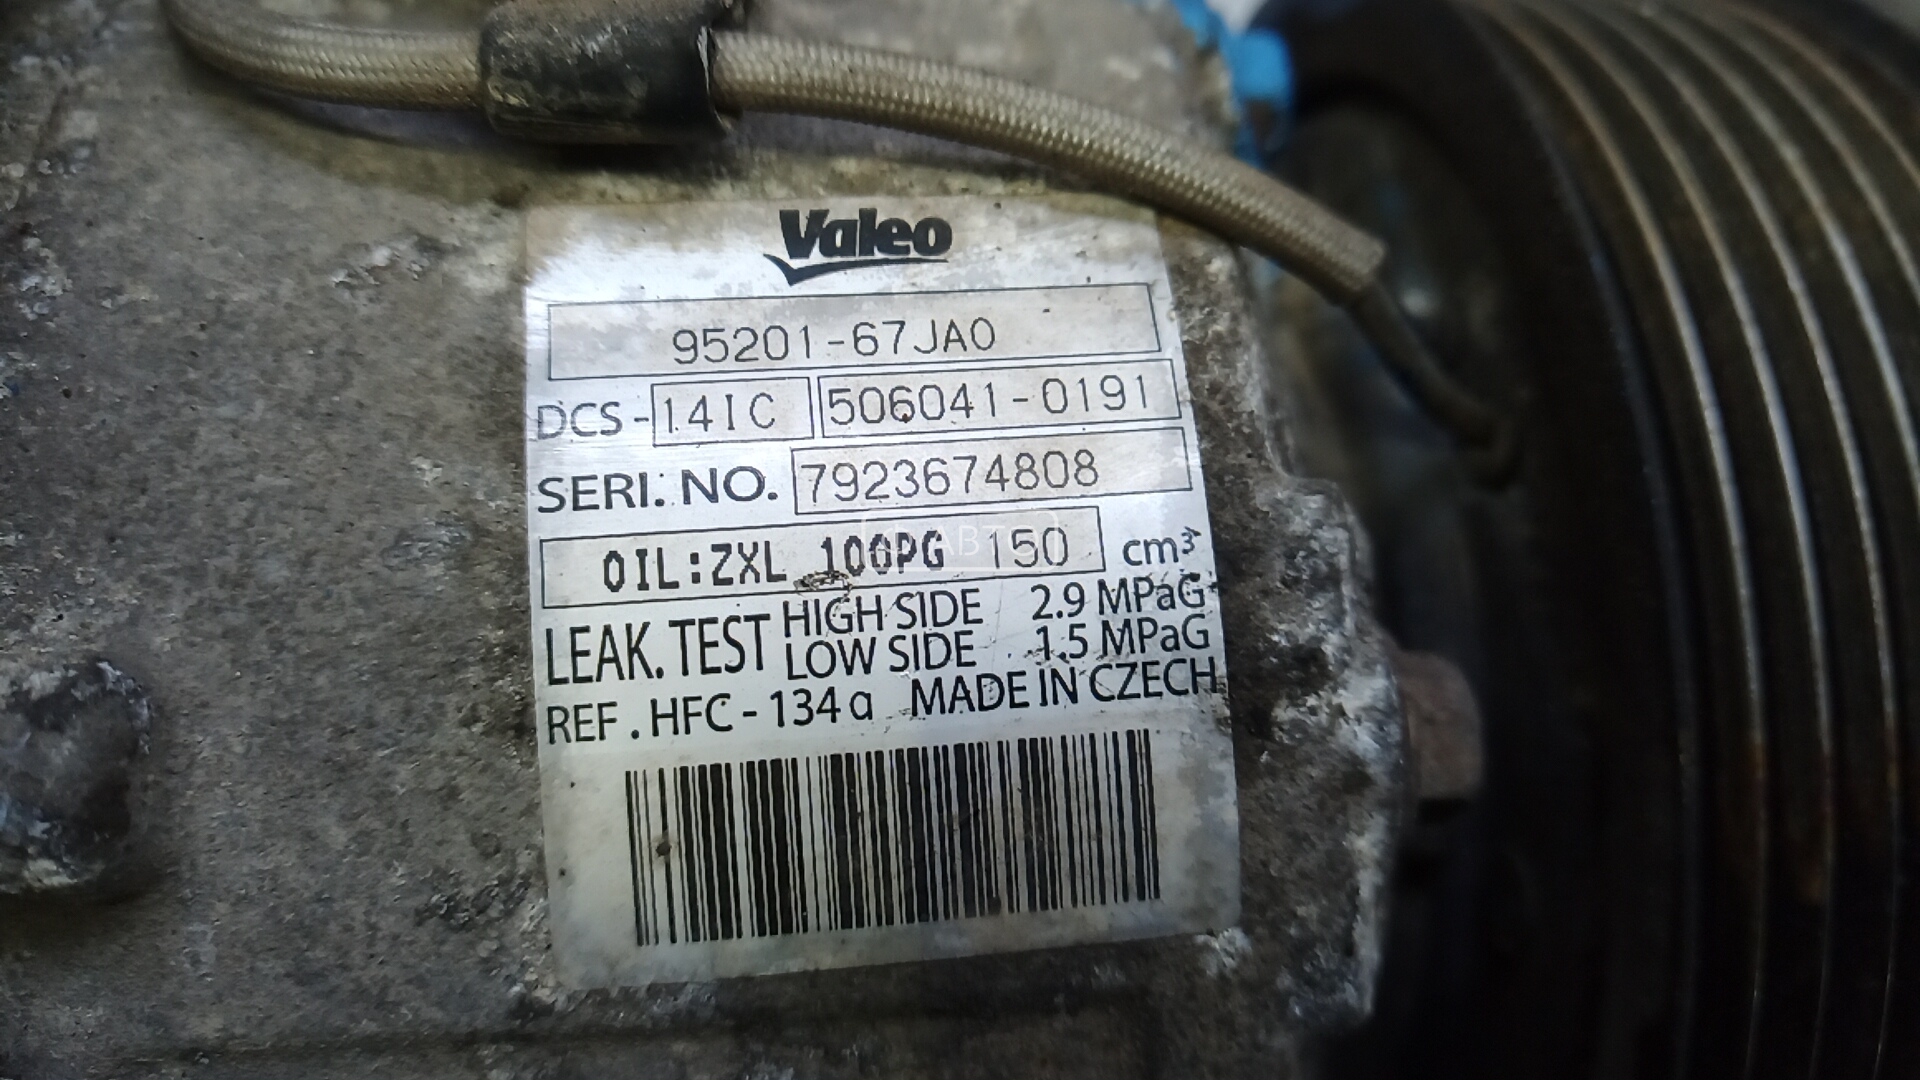 Valeo
95201-67JA0
DCS- 14IC 506041-0191
SERI. NO. 7923674808
OIL:ZXL 100PG 150 cm³
LEAK. TEST HIGH SIDE 2.9 MPaG
LOW SIDE 1.5 MPaG
REF. HFC-134a MADE IN CZECH